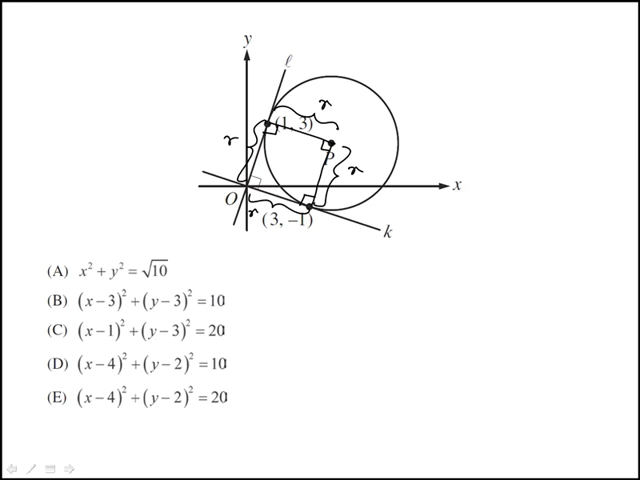 y
ℓ
r
(1, 3)
r
P
r
x
O
r
(3, −1)
k
(A) x² + y² = √10
(B) (x − 3)² + (y − 3)² = 10
(C) (x − 1)² + (y − 3)² = 20
(D) (x − 4)² + (y − 2)² = 10
(E) (x − 4)² + (y − 2)² = 20